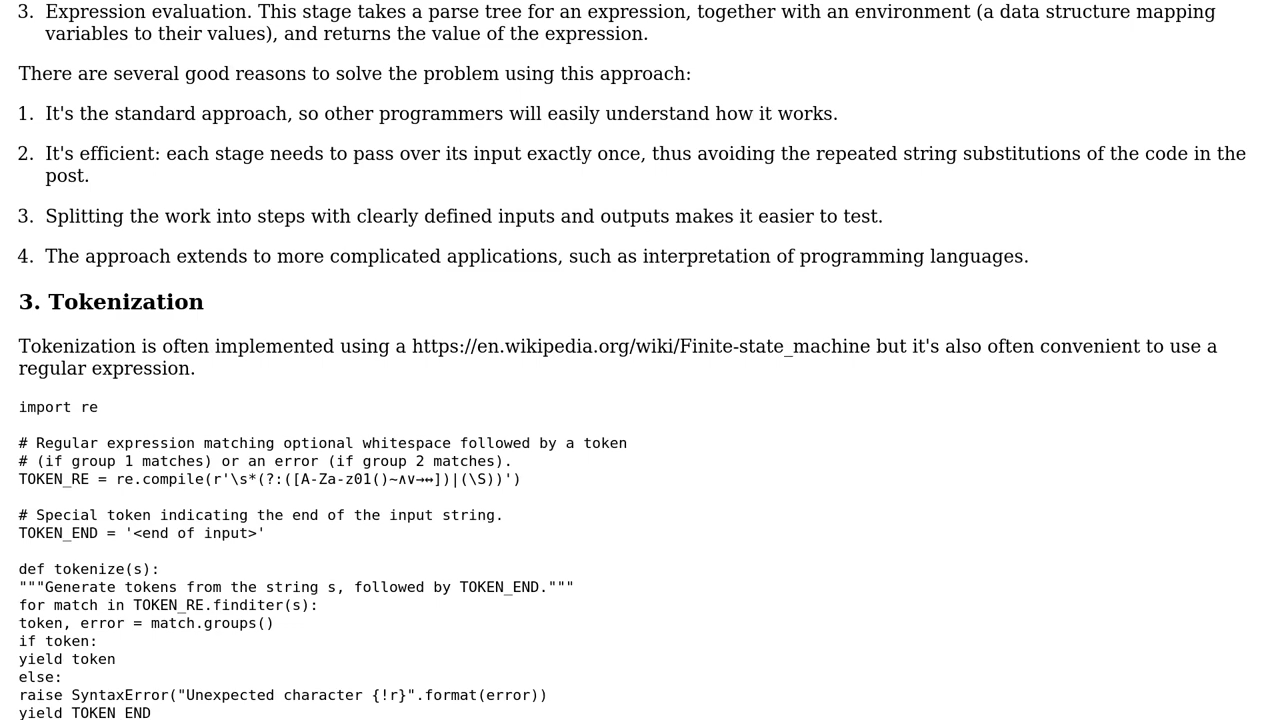 3. Expression evaluation. This stage takes a parse tree for an expression, together with an environment (a data structure mapping
variables to their values), and returns the value of the expression.
There are several good reasons to solve the problem using this approach:
1. It's the standard approach, so other programmers will easily understand how it works.
2. It's efficient: each stage needs to pass over its input exactly once, thus avoiding the repeated string substitutions of the code in the
post.
3. Splitting the work into steps with clearly defined inputs and outputs makes it easier to test.
4. The approach extends to more complicated applications, such as interpretation of programming languages.
3. Tokenization
Tokenization is often implemented using a https://en.wikipedia.org/wiki/Finite-state_machine but it's also often convenient to use a
regular expression.
import re
# Regular expression matching optional whitespace followed by a token
# (if group 1 matches) or an error (if group 2 matches).
TOKEN_RE = re.compile(r'\s*(?:([A-Za-z01()~∧∨→↔])|(\S))')
# Special token indicating the end of the input string.
TOKEN_END = '<end of input>'
def tokenize(s):
"""Generate tokens from the string s, followed by TOKEN_END."""
for match in TOKEN_RE.finditer(s):
token, error = match.groups()
if token:
yield token
else:
raise SyntaxError("Unexpected character {!r}".format(error))
yield TOKEN_END